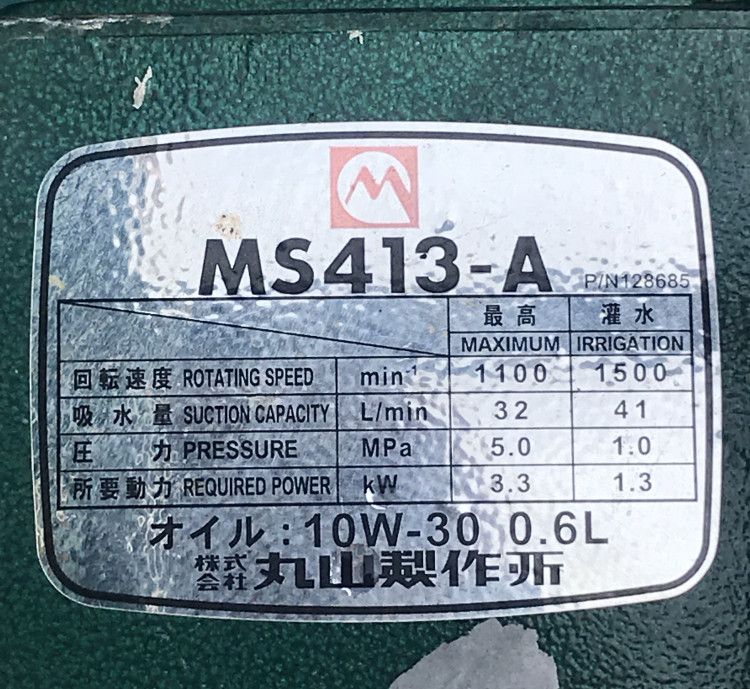 MS413-A P/N128685
最高 灌水
MAXIMUM IRRIGATION
回転速度 ROTATING SPEED min-1 1100 1500
吸水量 SUCTION CAPACITY L/min 32 41
圧力 PRESSURE MPa 5.0 1.0
所要動力 REQUIRED POWER kW 3.3 1.3
オイル:10W-30 0.6L
株式会社 丸山製作所